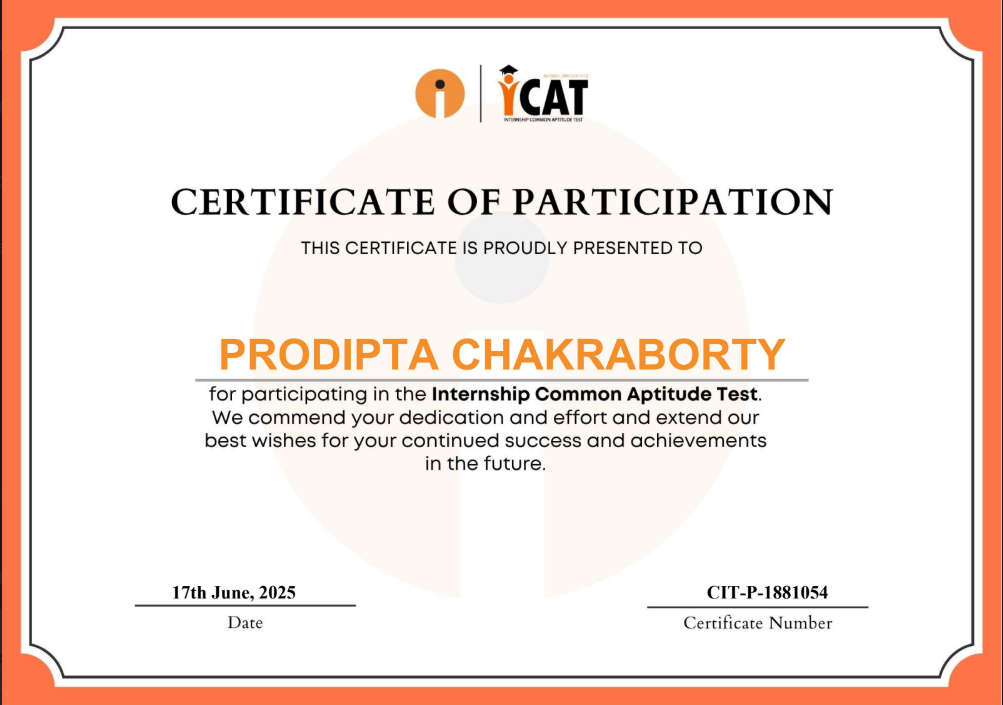 iCAT
INTERNSHIP COMMON APTITUDE TEST
CERTIFICATE OF PARTICIPATION
THIS CERTIFICATE IS PROUDLY PRESENTED TO
PRODIPTA CHAKRABORTY
for participating in the Internship Common Aptitude Test.
We commend your dedication and effort and extend our
best wishes for your continued success and achievements
in the future.
17th June, 2025
Date
CIT-P-1881054
Certificate Number